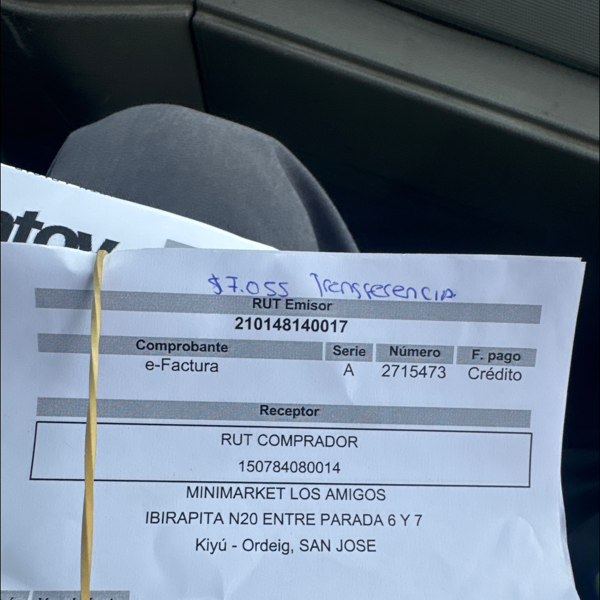 $7.055 Transferencia
RUT Emisor
210148140017
Comprobante Serie Número F. pago
e-Factura A 2715473 Crédito
Receptor
RUT COMPRADOR
150784080014
MINIMARKET LOS AMIGOS
IBIRAPITA N20 ENTRE PARADA 6 Y 7
Kiyú - Ordeig, SAN JOSE